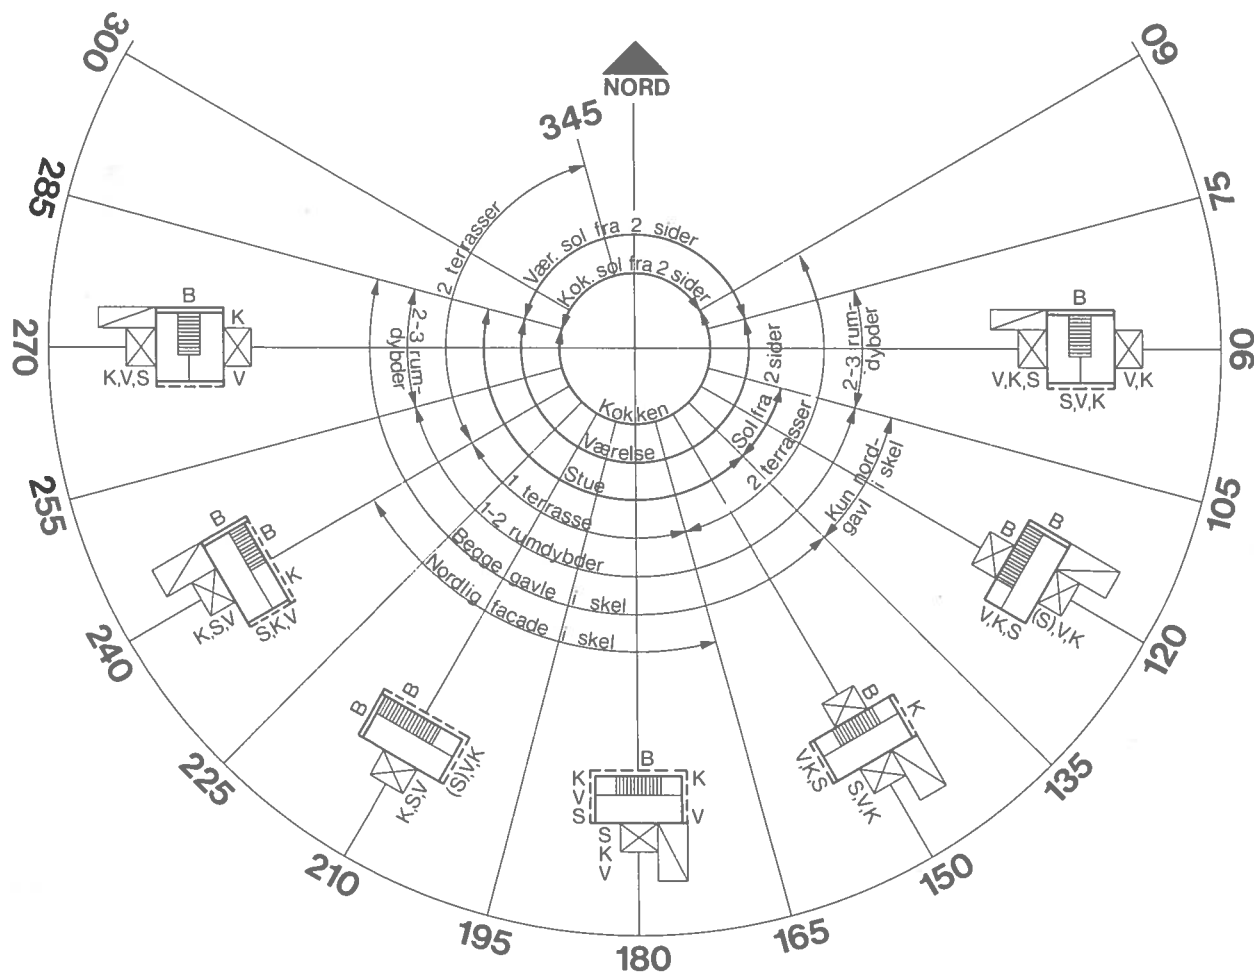 NORD
345
300
285
270
255
240
225
210
195
180
165
150
135
120
105
90
75
60
2 terrasser
Vær. sol fra 2 sider
Kok. sol fra 2 sider
2-3 rum-
dybder
2-3 rum-
dybder
Køkken
Værelse
Stue
Sol fra 2 sider
2 terrasser
1 terrasse
1-2 rumdybder
Begge gavle i skel
Nordlig facade i skel
Kun nord-
gavl i skel
B
K
K,V,S
V
B
V,K,S
V,K
S,V,K
B
B
K
K,S,V
S,K,V
B
B
V,K,S
(S),V,K
B
B
K,S,V
(S),V,K
B
K
V
S
K
V
S
K
V
B
K
V,K,S
S,V,K